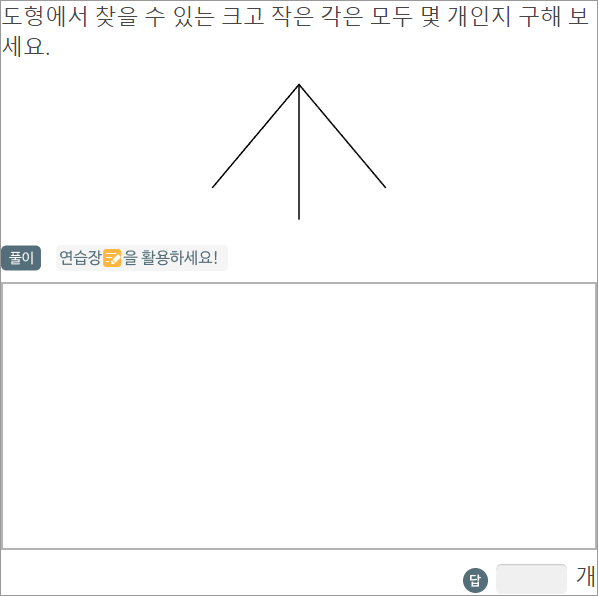 도형에서 찾을 수 있는 크고 작은 각은 모두 몇 개인지 구해 보
세요.
풀이 연습장을 활용하세요!
답 개